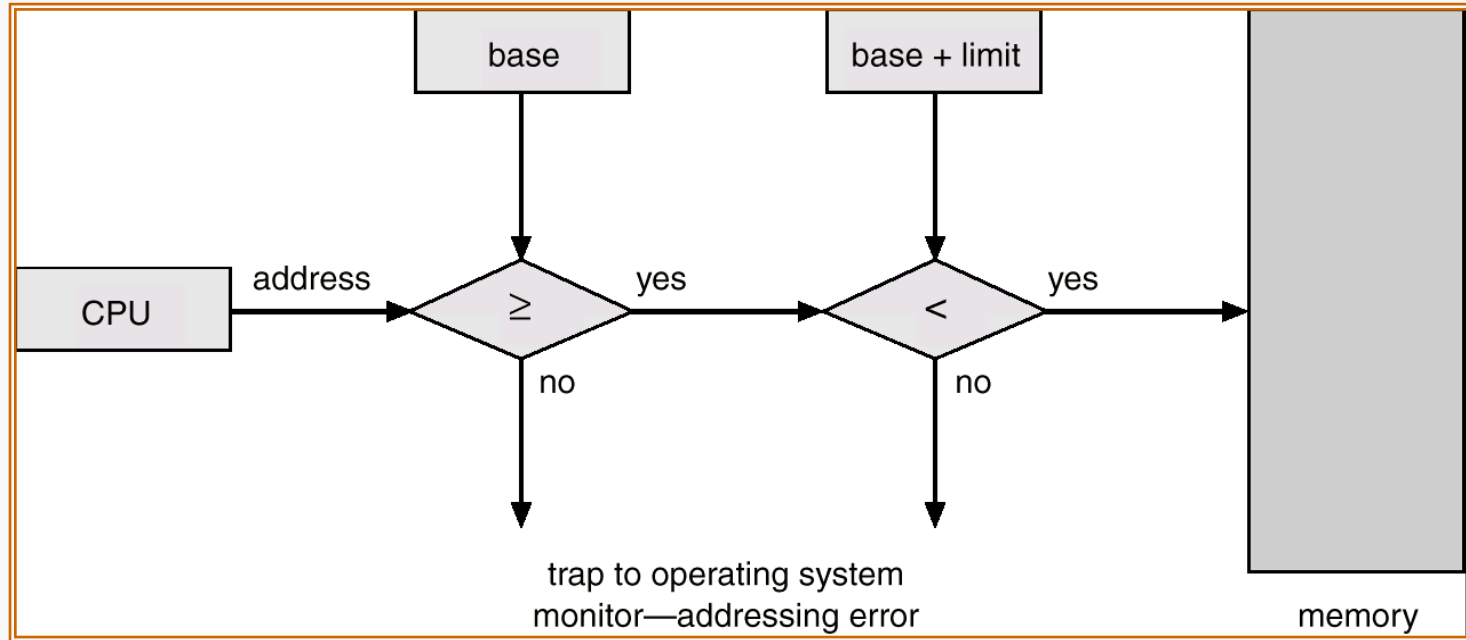 base
base + limit
CPU
address
≥
yes
<
yes
no
no
trap to operating system
monitor—addressing error
memory